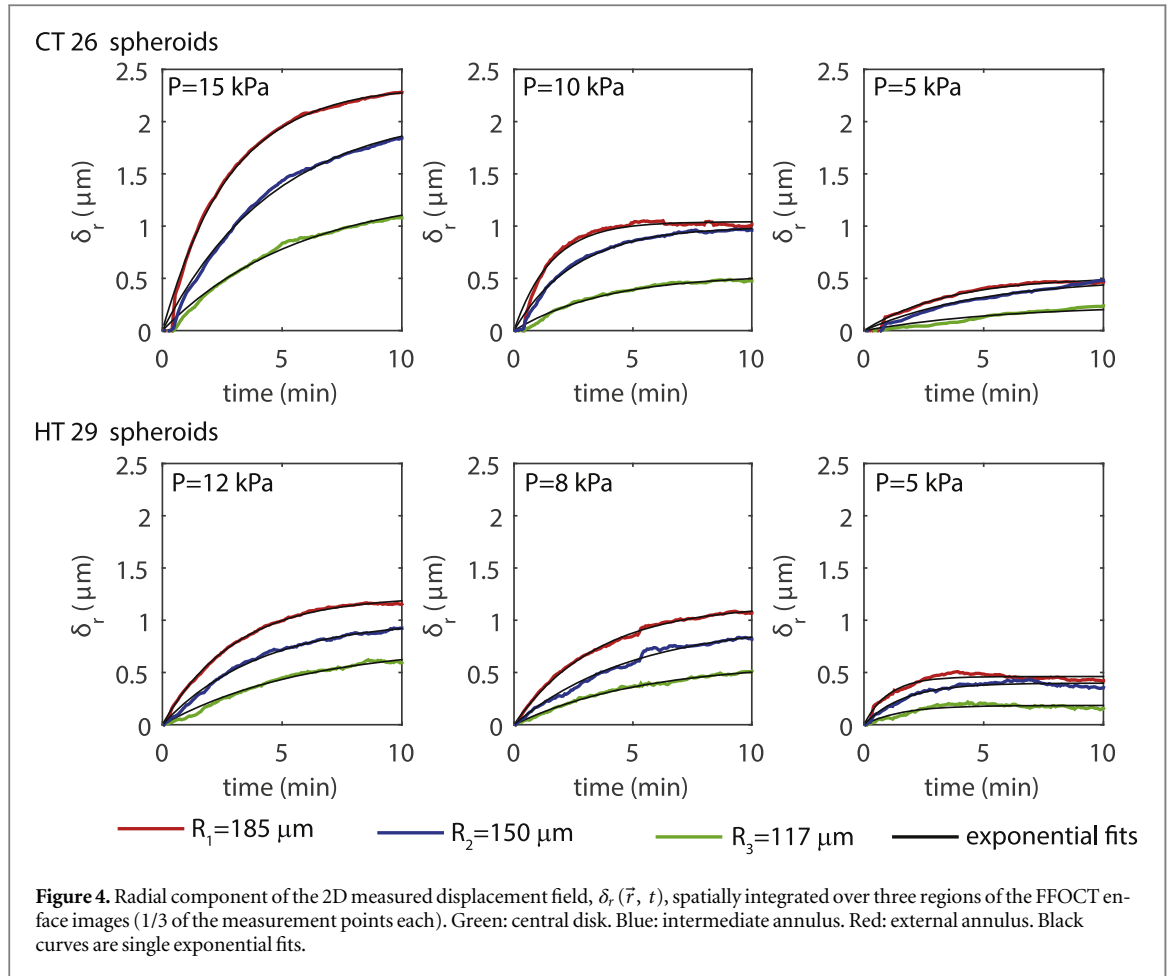 CT 26 spheroids
P=15 kPa
P=10 kPa
P=5 kPa
2.5
2
1.5
1
0.5
0
δr (μm)
0 5 10
time (min)
2.5
2
1.5
1
0.5
0
δr (μm)
0 5 10
time (min)
2.5
2
1.5
1
0.5
0
δr (μm)
0 5 10
time (min)
HT 29 spheroids
P=12 kPa
P=8 kPa
P=5 kPa
2.5
2
1.5
1
0.5
0
δr (μm)
0 5 10
time (min)
2.5
2
1.5
1
0.5
0
δr (μm)
0 5 10
time (min)
2.5
2
1.5
1
0.5
0
δr (μm)
0 5 10
time (min)
R1=185 μm R2=150 μm R3=117 μm exponential fits
Figure 4. Radial component of the 2D measured displacement field, δr (r⃗, t), spatially integrated over three regions of the FFOCT en-
face images (1/3 of the measurement points each). Green: central disk. Blue: intermediate annulus. Red: external annulus. Black
curves are single exponential fits.